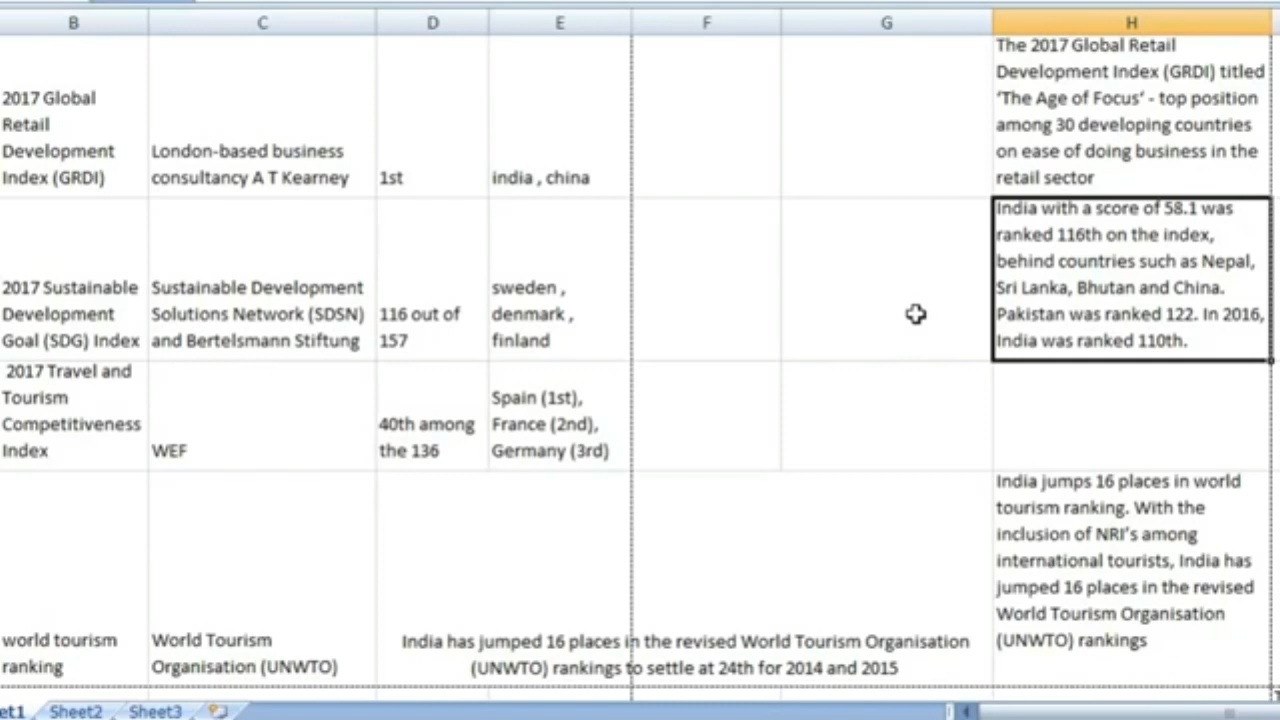 B C D E F G H
2017 Global
Retail
Development
Index (GRDI)
London-based business
consultancy A T Kearney
1st
india , china
The 2017 Global Retail
Development Index (GRDI) titled
‘The Age of Focus’ - top position
among 30 developing countries
on ease of doing business in the
retail sector
2017 Sustainable
Development
Goal (SDG) Index
Sustainable Development
Solutions Network (SDSN)
and Bertelsmann Stiftung
116 out of
157
sweden ,
denmark ,
finland
India with a score of 58.1 was
ranked 116th on the index,
behind countries such as Nepal,
Sri Lanka, Bhutan and China.
Pakistan was ranked 122. In 2016,
India was ranked 110th.
2017 Travel and
Tourism
Competitiveness
Index
WEF
40th among
the 136
Spain (1st),
France (2nd),
Germany (3rd)
world tourism
ranking
World Tourism
Organisation (UNWTO)
India has jumped 16 places in the revised World Tourism Organisation
(UNWTO) rankings to settle at 24th for 2014 and 2015
India jumps 16 places in world
tourism ranking. With the
inclusion of NRI's among
international tourists, India has
jumped 16 places in the revised
World Tourism Organisation
(UNWTO) rankings
et1 Sheet2 Sheet3